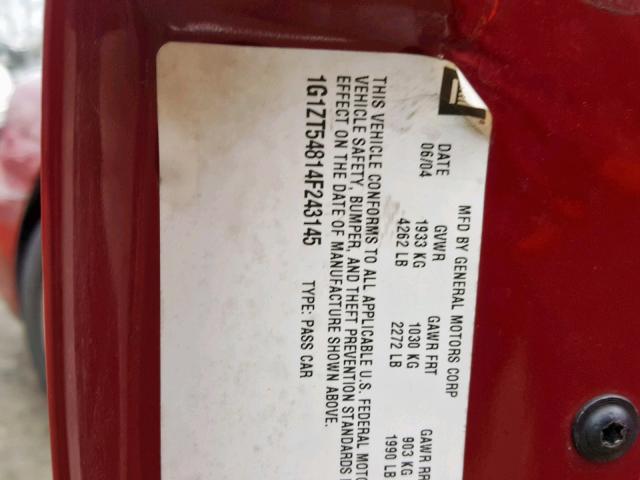 MFD BY GENERAL MOTORS CORP
DATE GVWR GAWR FRT GAWR RR
06/04 1933 KG 1030 KG 903 KG
4262 LB 2272 LB 1990 LB
THIS VEHICLE CONFORMS TO ALL APPLICABLE U.S. FEDERAL MOTO
VEHICLE SAFETY, BUMPER, AND THEFT PREVENTION STANDARDS I
EFFECT ON THE DATE OF MANUFACTURE SHOWN ABOVE.
1G1ZT54814F243145 TYPE: PASS CAR